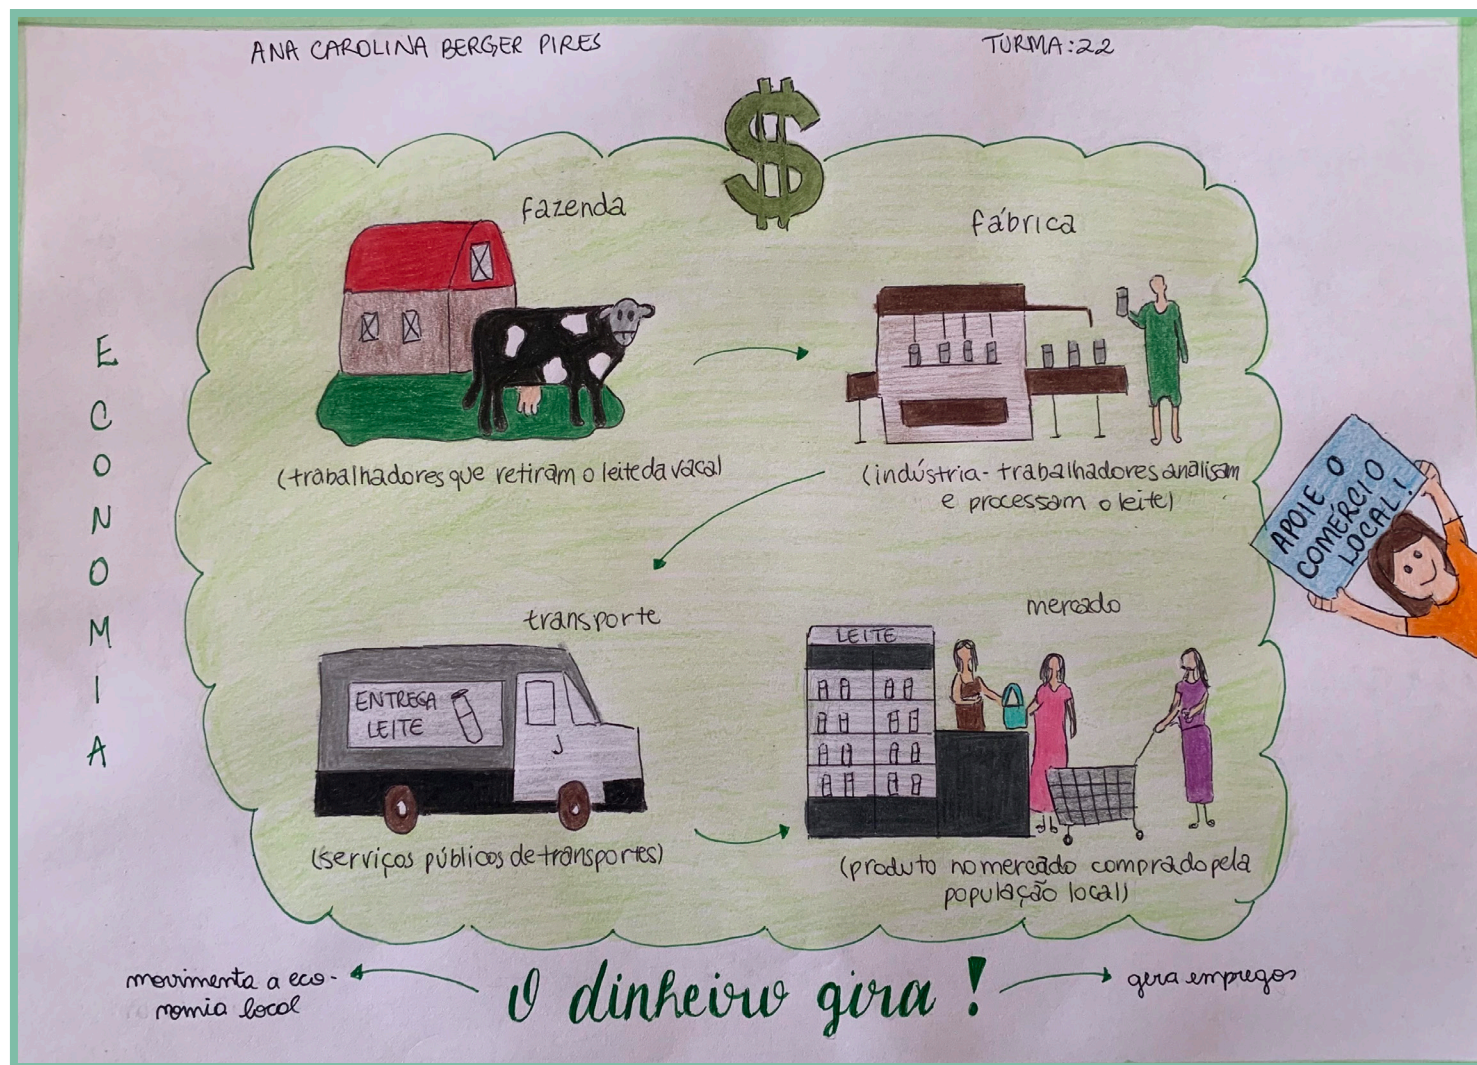 ANA CAROLINA BERGER PIRES
TURMA:22
$
ECONOMIA
fazenda
fábrica
(trabalhadores que retiram o leite da vaca)
(indústria - trabalhadores analisam
e processam o leite)
APOIE O
COMÉRCIO
LOCAL!
transporte
mercado
ENTREGA
LEITE
LEITE
(serviços públicos de transportes)
(produto no mercado comprado pela
população local)
movimenta a eco-
nomia local
O dinheiro gira!
gera empregos